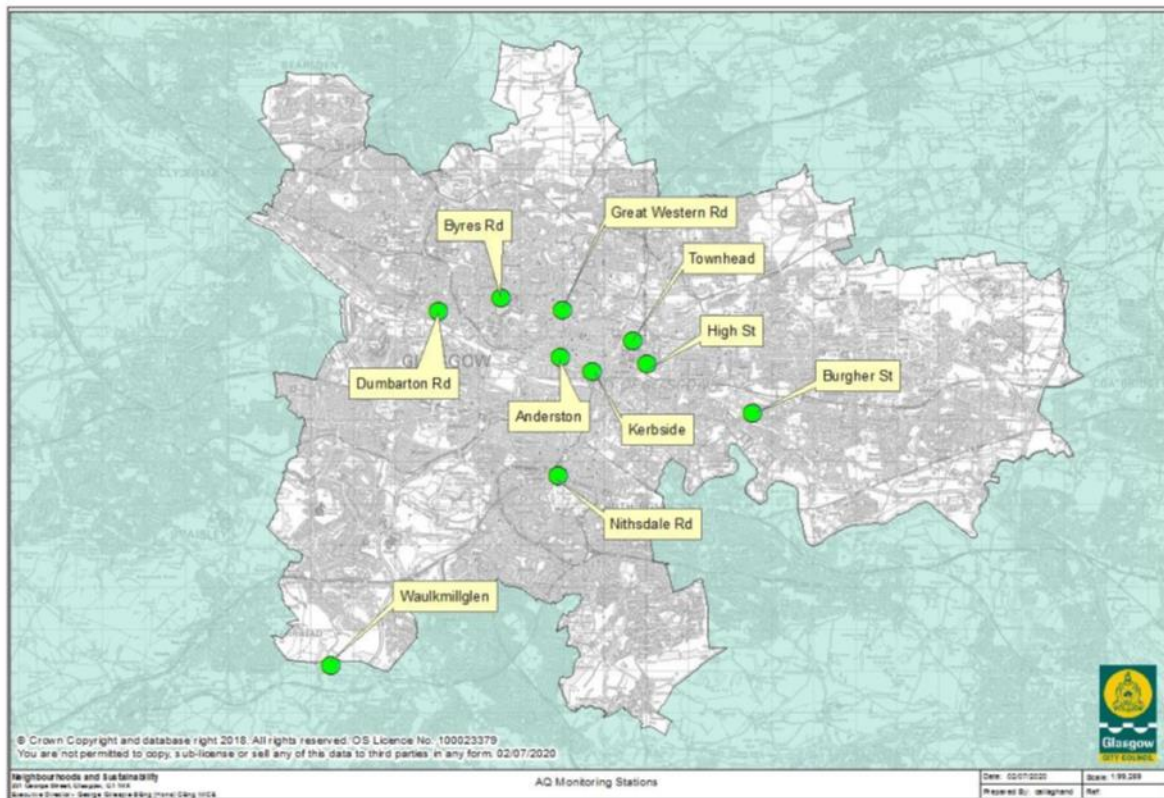 Great Western Rd
Byres Rd
Townhead
High St
GLASGOW
Dumbarton Rd
Burgher St
Anderston
Kerbside
Nithsdale Rd
Waulkmillglen
© Crown Copyright and database right 2018. All rights reserved. OS Licence No. 100023379
You are not permitted to copy, sub-license or sell any of this data to third parties in any form. 02/07/2020
Glasgow
CITY COUNCIL
Neighbourhoods and Sustainability
AQ Monitoring Stations
Date: 02/07/2020
Prepared By:
Ref: